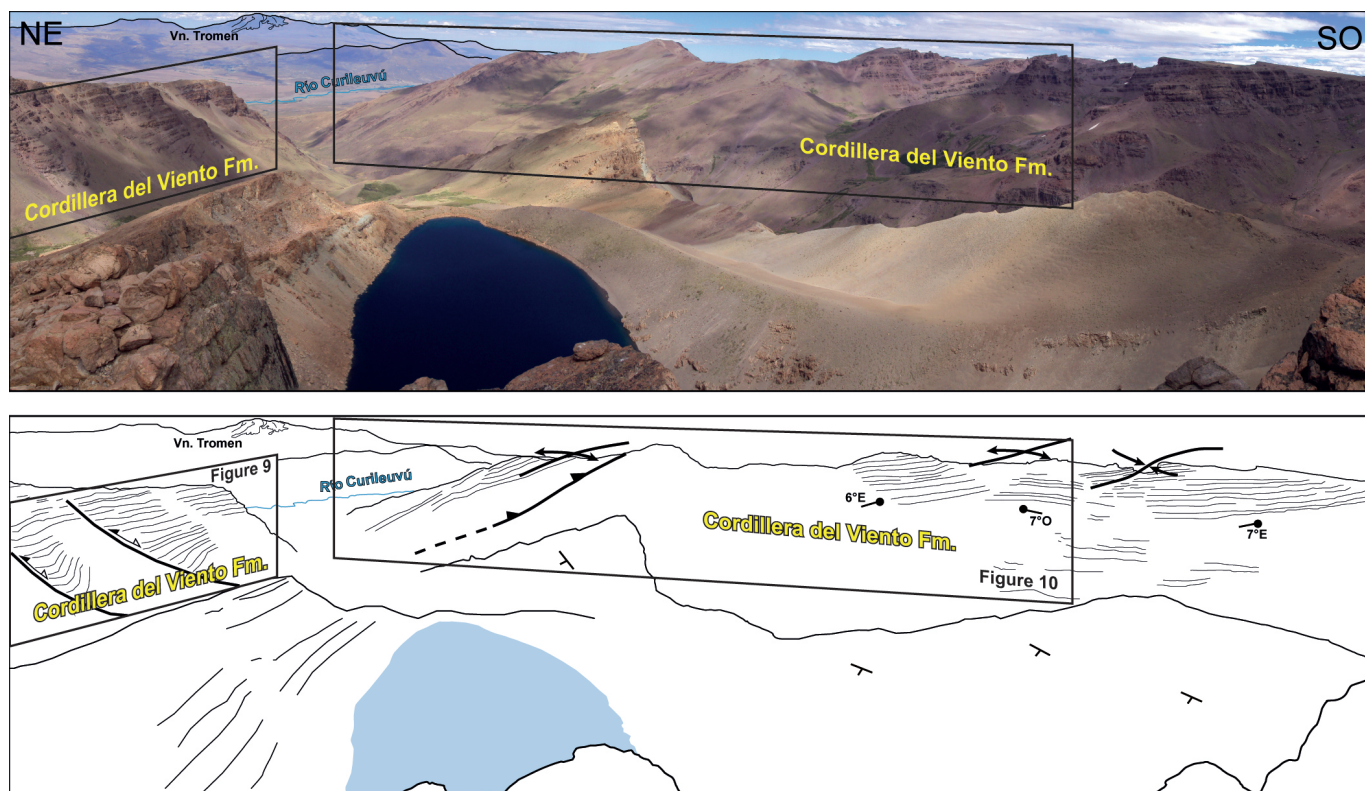 NE
SO
Vn. Tromen
Río Curileuvú
Cordillera del Viento Fm.
Cordillera del Viento Fm.
Vn. Tromen
Figure 9
Río Curileuvú
6°E
7°O
7°E
Cordillera del Viento Fm.
Cordillera del Viento Fm.
Figure 10